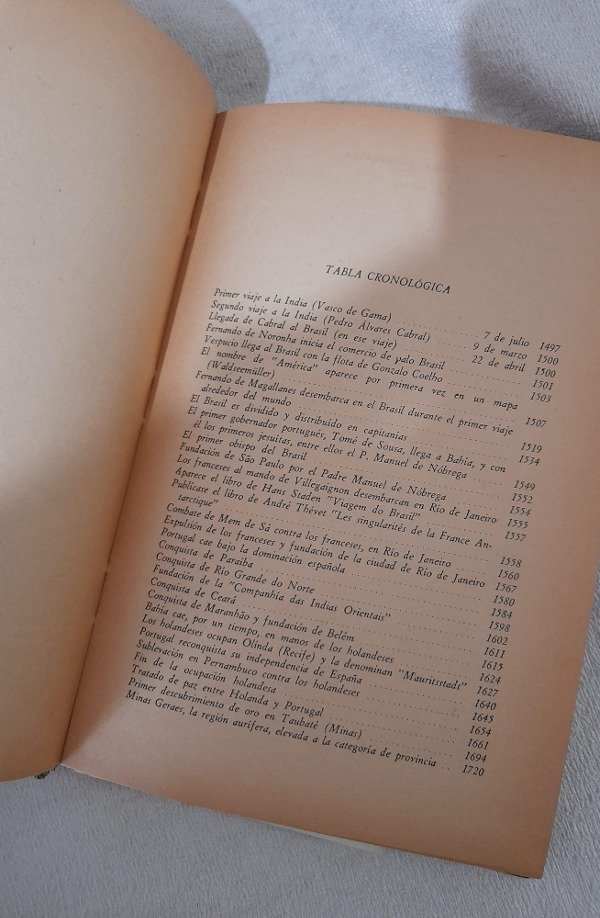 TABLA CRONOLÓGICA
Primer viaje a la India (Vasco de Gama) . . . . . . . . . . 7 de julio 1497
Segundo viaje a la India (Pedro Álvares Cabral) . . . . 9 de marzo 1500
Llegada de Cabral al Brasil (en ese viaje) . . . . . . . . 22 de abril 1500
Fernando de Noronha inicia el comercio de palo Brasil . . . . . . 1501
Vespucio llega al Brasil con la flota de Gonzalo Coelho . . . . . . 1503
El nombre de "América" aparece por primera vez en un mapa
(Waldseemüller) . . . . . . . . . . 1507
Fernando de Magallanes desembarca en el Brasil durante el primer viaje
alrededor del mundo . . . . . . . . . . 1519
El Brasil es dividido y distribuido en capitanías . . . . . . 1534
El primer gobernador portugués, Tomé de Sousa, llega a Bahía, y con
él los primeros jesuitas, entre ellos el P. Manuel de Nóbrega . . . . 1549
El primer obispo del Brasil . . . . . . . . . . 1552
Fundación de São Paulo por el Padre Manuel de Nóbrega . . . . . . 1554
Los franceses al mando de Villegaignon desembarcan en Río de Janeiro 1555
Aparece el libro de Hans Staden "Viagem do Brasil" . . . . . . 1557
Publícase el libro de André Thévet "Les singularités de la France An-
tarctique" . . . . . . . . . . 1558
Combate de Mem de Sá contra los franceses, en Río de Janeiro . . . . 1560
Expulsión de los franceses y fundación de la ciudad de Río de Janeiro 1567
Portugal cae bajo la dominación española . . . . . . . . 1580
Conquista de Paraíba . . . . . . . . . . 1584
Conquista de Río Grande do Norte . . . . . . . . 1598
Fundación de la "Companhia das Indias Orientais" . . . . . . 1602
Conquista de Ceará . . . . . . . . . . 1611
Conquista de Maranhão y fundación de Belém . . . . . . 1615
Bahía cae, por un tiempo, en manos de los holandeses . . . . . . 1624
Los holandeses ocupan Olinda (Recife) y la denominan "Mauritsstads" 1627
Portugal reconquista su independencia de España . . . . . . 1640
Sublevación en Pernambuco contra los holandeses . . . . . . 1645
Fin de la ocupación holandesa . . . . . . . . 1654
Tratado de paz entre Holanda y Portugal . . . . . . . . 1661
Primer descubrimiento de oro en Taubaté (Minas) . . . . . . 1694
Minas Geraes, la región aurífera, elevada a la categoría de provincia . . 1720